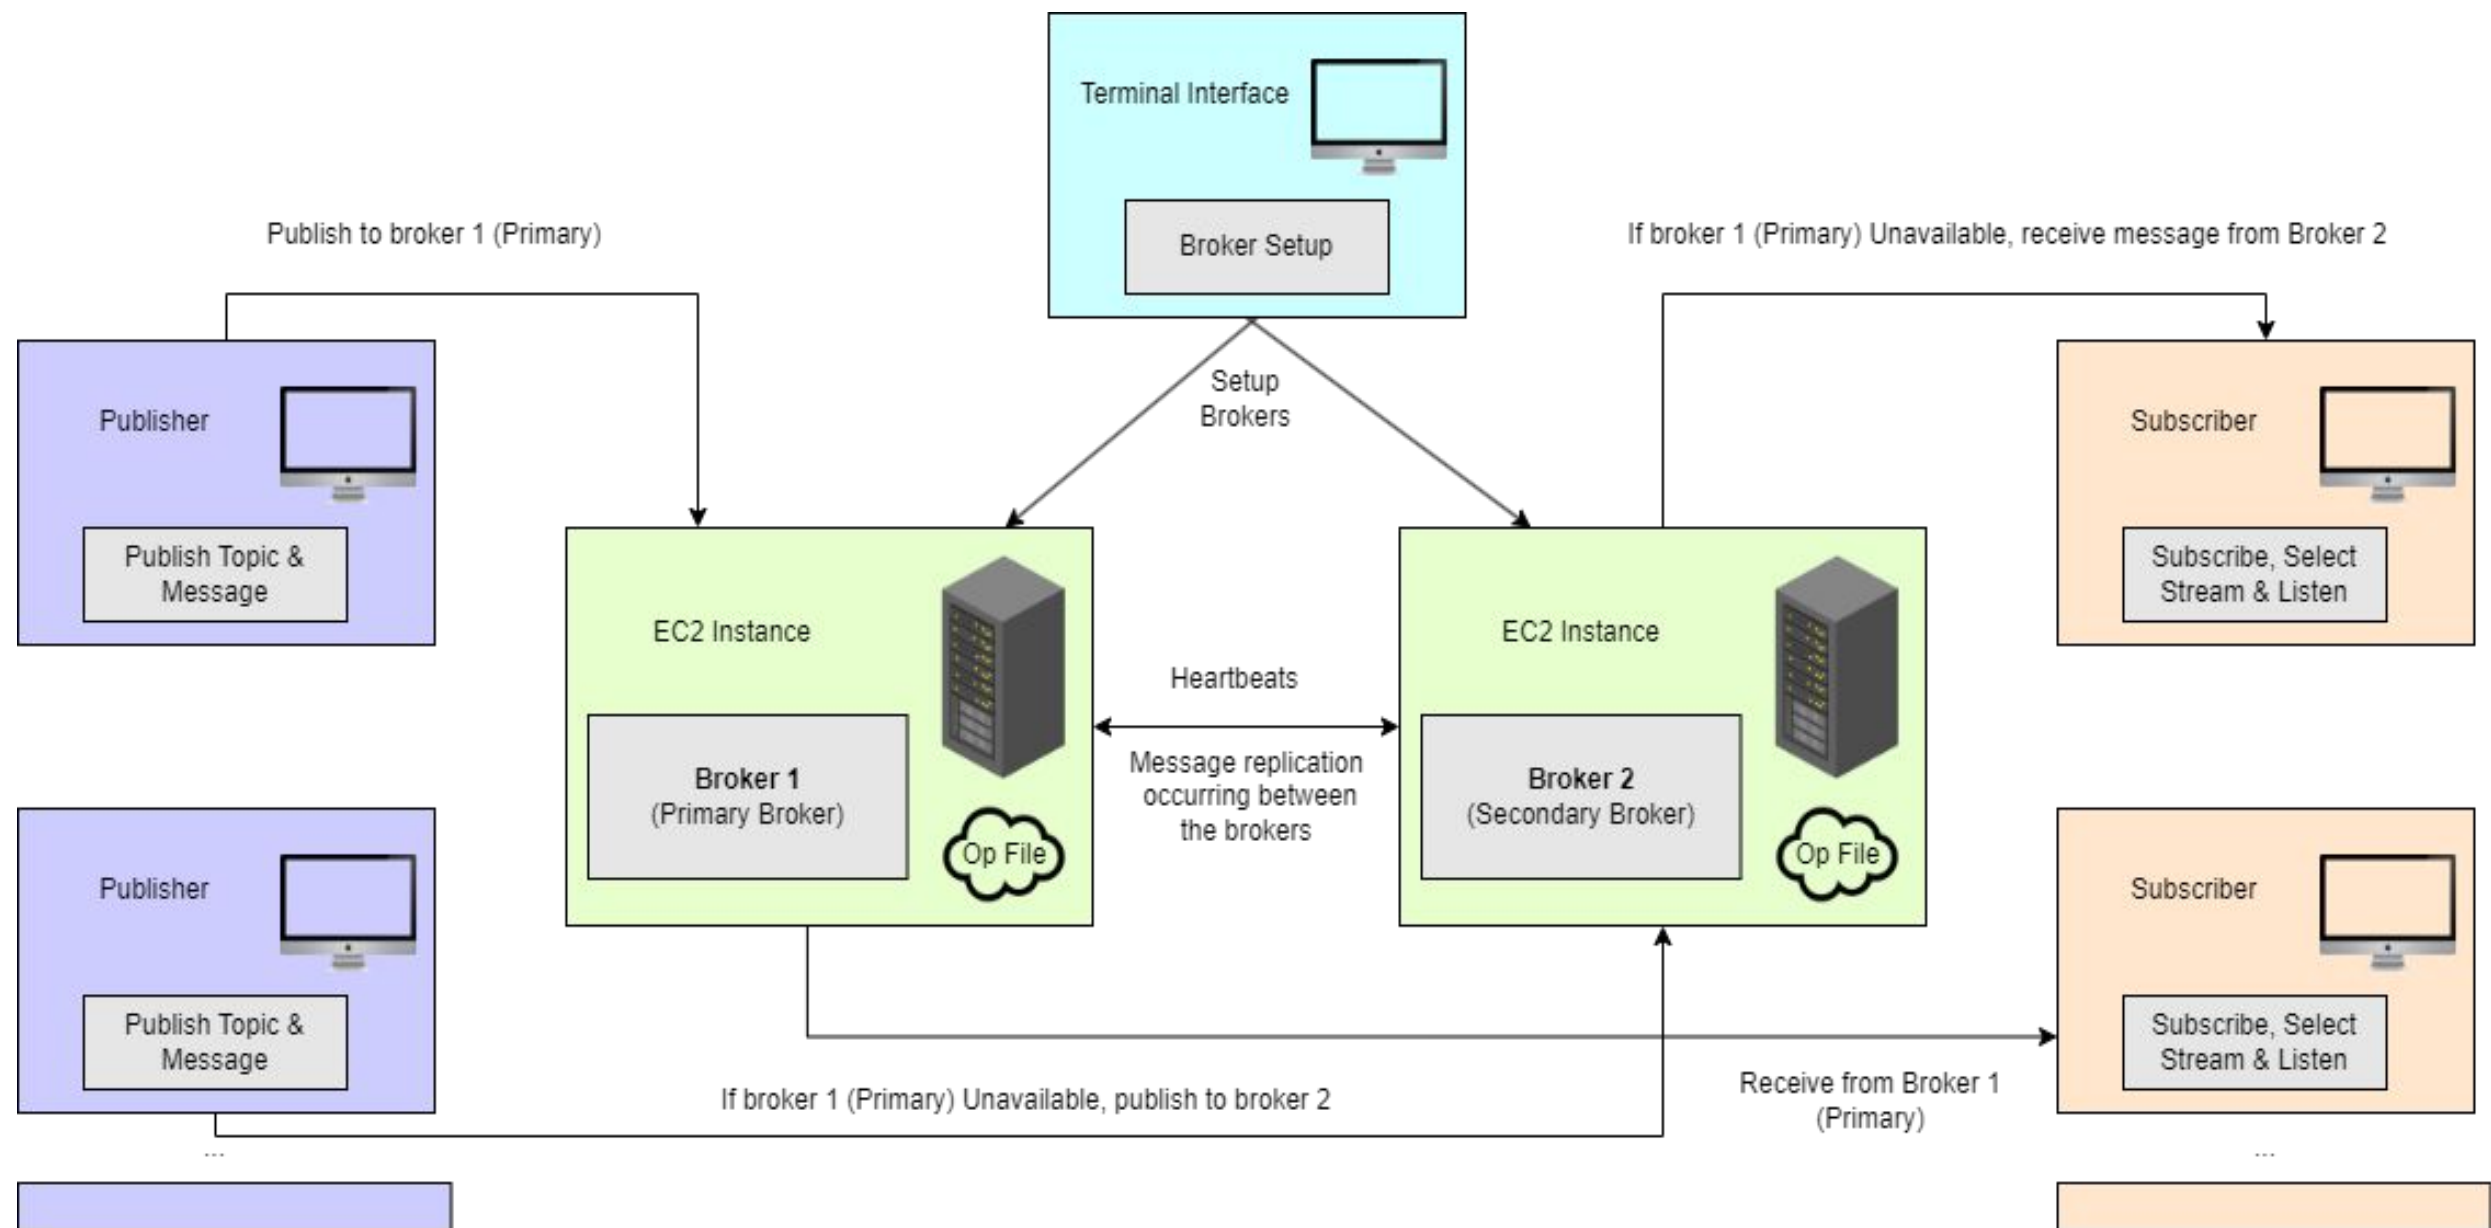 Terminal Interface
Broker Setup
Publish to broker 1 (Primary)
If broker 1 (Primary) Unavailable, receive message from Broker 2
Setup
Brokers
Publisher
Publish Topic &
Message
Subscriber
Subscribe, Select
Stream & Listen
EC2 Instance
Broker 1
(Primary Broker)
Op File
Heartbeats
Message replication
occurring between
the brokers
EC2 Instance
Broker 2
(Secondary Broker)
Op File
Publisher
Publish Topic &
Message
Subscriber
Subscribe, Select
Stream & Listen
If broker 1 (Primary) Unavailable, publish to broker 2
Receive from Broker 1
(Primary)
...
...